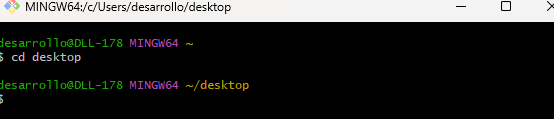 MINGW64:/c/Users/desarrollo/desktop
desarrollo@DLL-178 MINGW64 ~
$ cd desktop
desarrollo@DLL-178 MINGW64 ~/desktop
$